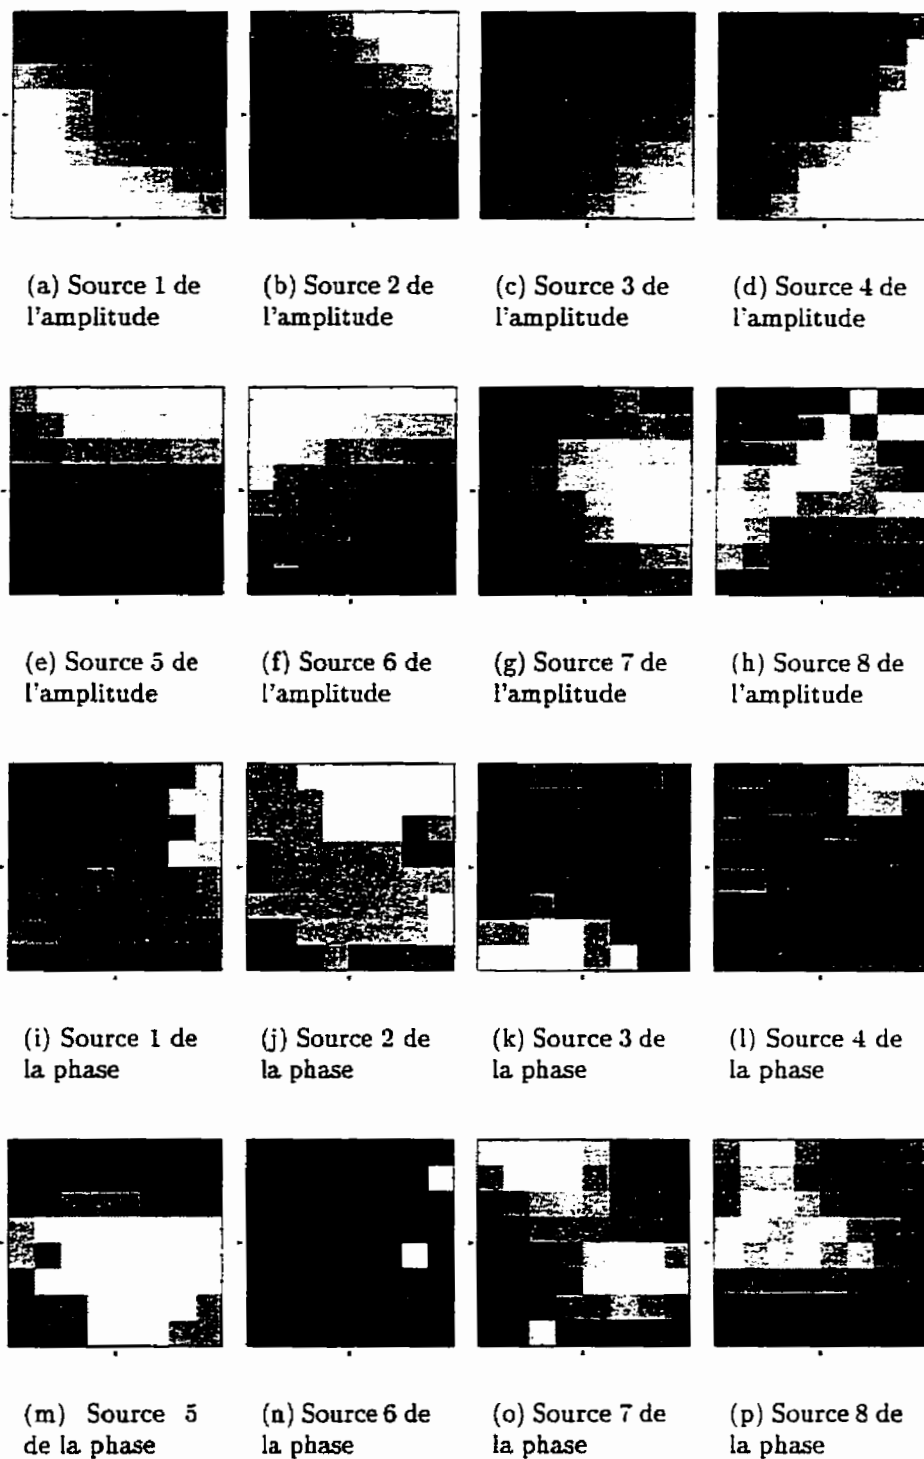 (a) Source 1 de
l'amplitude
(b) Source 2 de
l'amplitude
(c) Source 3 de
l'amplitude
(d) Source 4 de
l'amplitude
(e) Source 5 de
l'amplitude
(f) Source 6 de
l'amplitude
(g) Source 7 de
l'amplitude
(h) Source 8 de
l'amplitude
(i) Source 1 de
la phase
(j) Source 2 de
la phase
(k) Source 3 de
la phase
(l) Source 4 de
la phase
(m) Source 5
de la phase
(n) Source 6 de
la phase
(o) Source 7 de
la phase
(p) Source 8 de
la phase